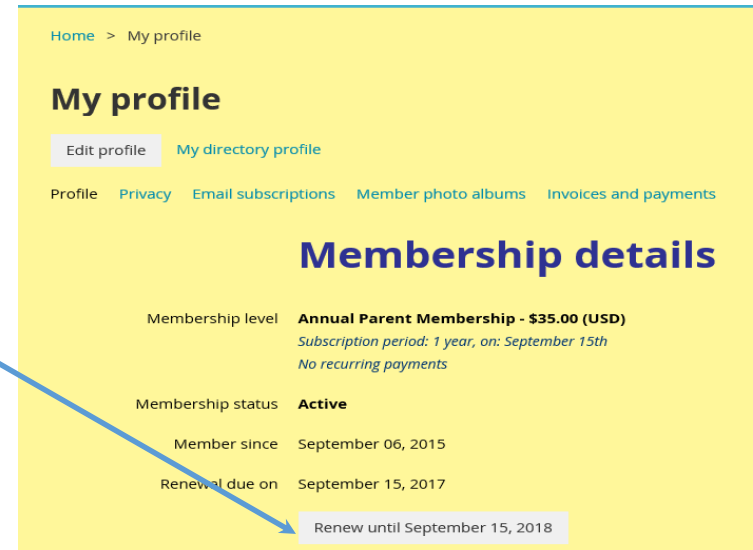 Home > My profile
My profile
Edit profile My directory profile
Profile Privacy Email subscriptions Member photo albums Invoices and payments
Membership details
Membership level Annual Parent Membership - $35.00 (USD)
Subscription period: 1 year, on: September 15th
No recurring payments
Membership status Active
Member since September 06, 2015
Renewal due on September 15, 2017
Renew until September 15, 2018